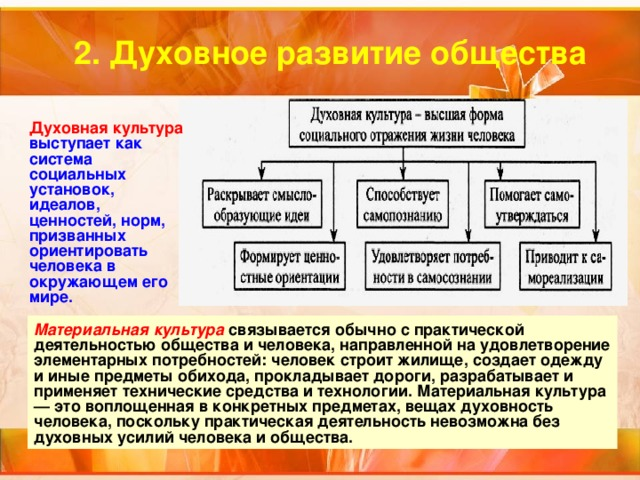 2. Духовное развитие общества
Духовная культура
выступает как
система
социальных
установок,
идеалов,
ценностей, норм,
призванных
ориентировать
человека в
окружающем его
мире.
Духовная культура – высшая форма
социального отражения жизни человека
Раскрывает смысло-
образующие идеи
Способствует
самопознанию
Помогает само-
утверждаться
Формирует ценно-
стные ориентации
Удовлетворяет потреб-
ности в самосознании
Приводит к са-
мореализации
Материальная культура связывается обычно с практической
деятельностью общества и человека, направленной на удовлетворение
элементарных потребностей: человек строит жилище, создает одежду
и иные предметы обихода, прокладывает дороги, разрабатывает и
применяет технические средства и технологии. Материальная культура
— это воплощенная в конкретных предметах, вещах духовность
человека, поскольку практическая деятельность невозможна без
духовных усилий человека и общества.